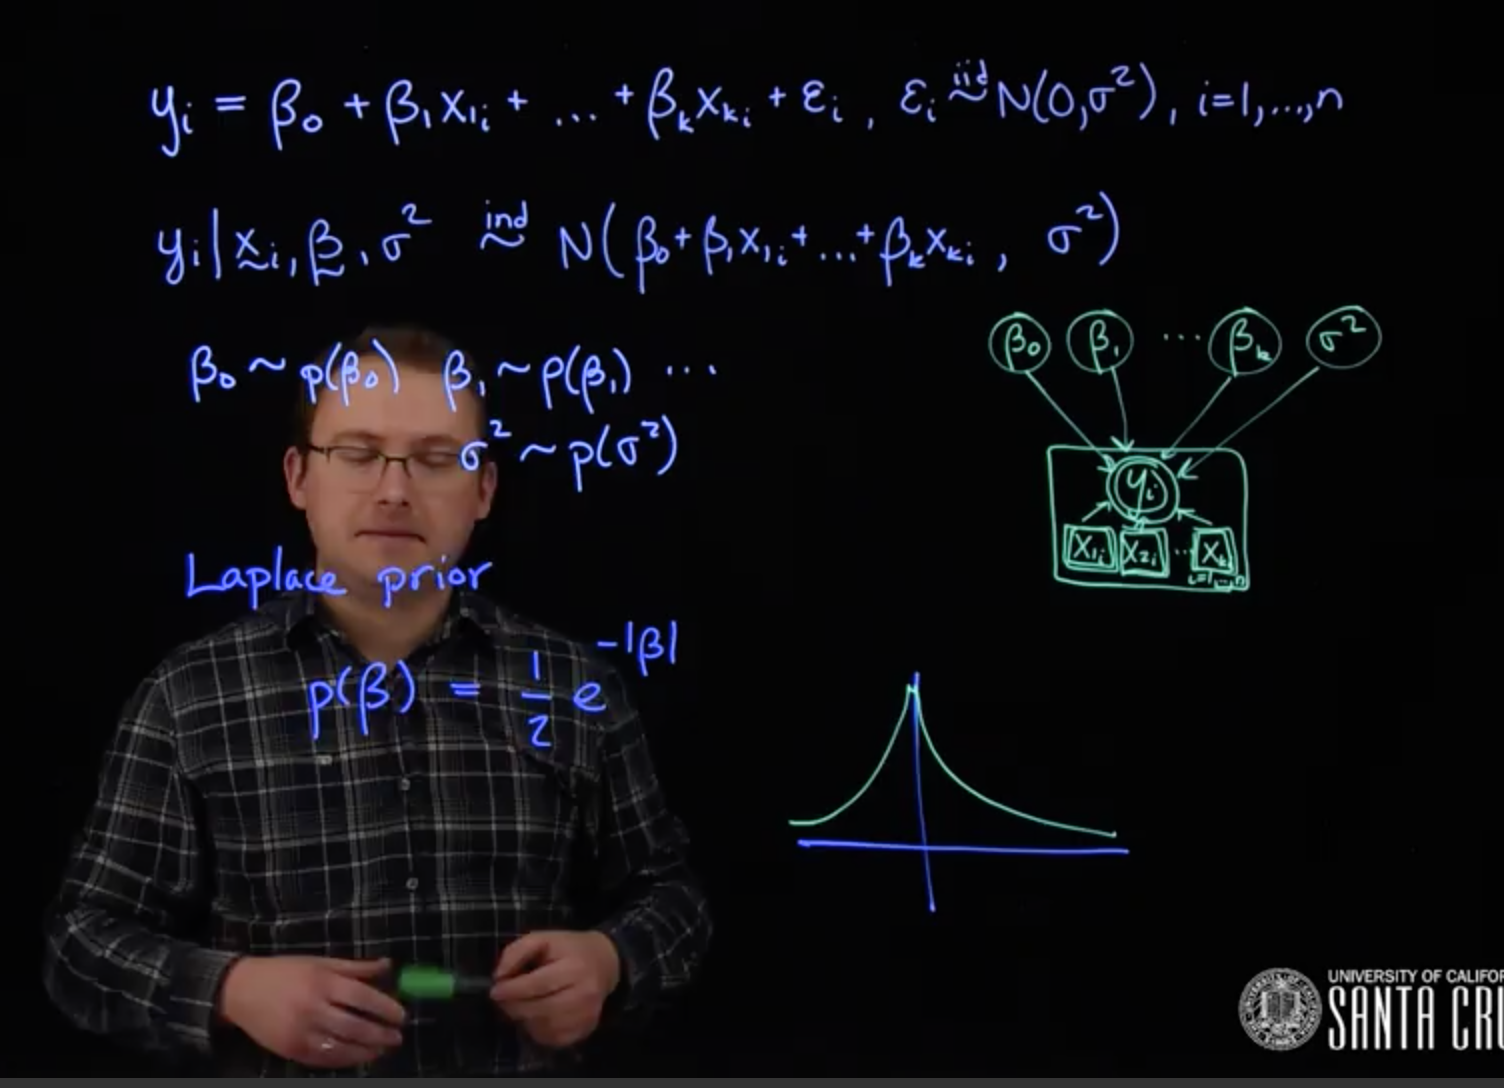 yᵢ = β₀ + β₁x₁ᵢ + ... + βₖxₖᵢ + εᵢ , εᵢ iid~ N(0,σ²), i=1,...,n
yᵢ|x̰ᵢ, β̰, σ² ind~ N(β₀+β₁x₁ᵢ+...+βₖxₖᵢ, σ²)
β₀ ~ p(β₀) β₁ ~ p(β₁) ...
σ² ~ p(σ²)
β₀ β₁ ... βₖ σ²
yᵢ
x₁ᵢ x₂ᵢ ... xₖ
i=1,...,n
Laplace prior
p(β) = 1/2 e^-|β|
UNIVERSITY OF CALIFOR
SANTA CRU